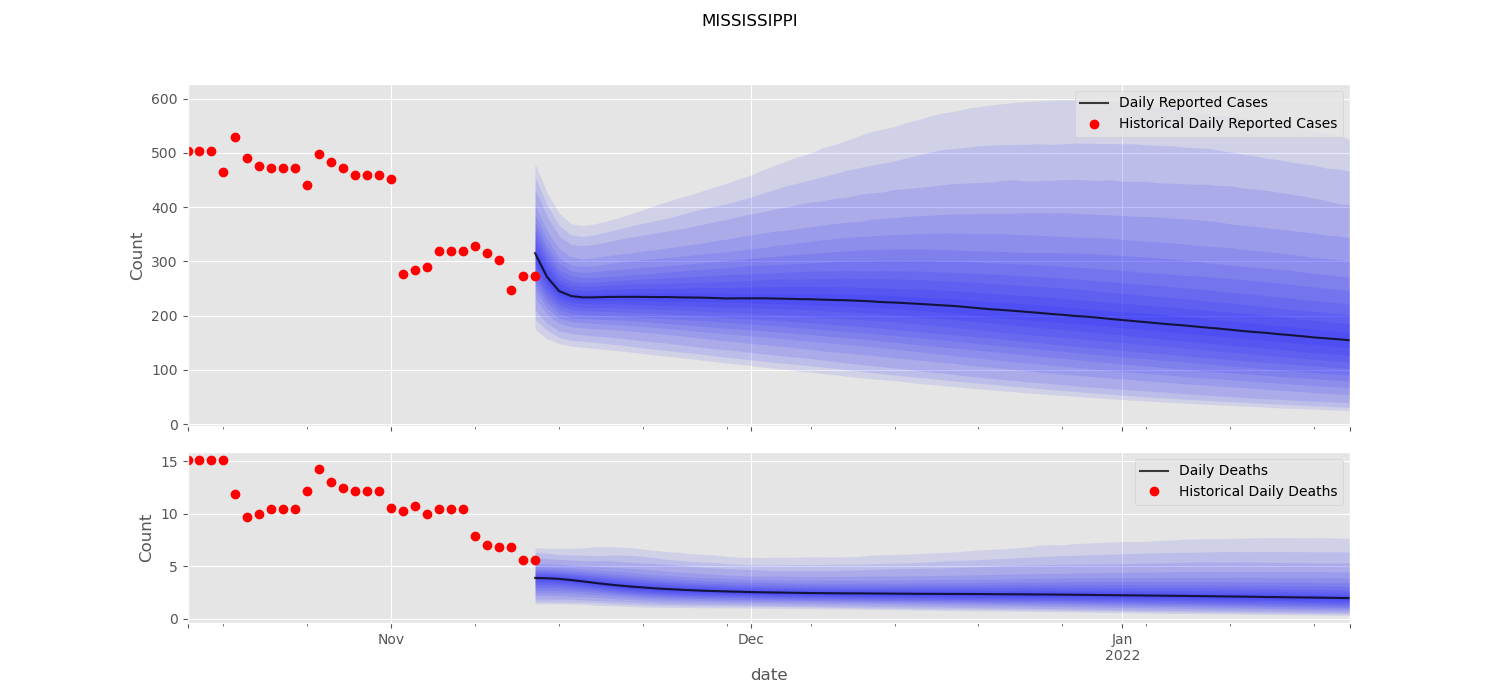 MISSISSIPPI
600
500
400
300
200
100
0
Count
Daily Reported Cases
Historical Daily Reported Cases
15
10
5
0
Count
Daily Deaths
Historical Daily Deaths
Nov
Dec
Jan
2022
date